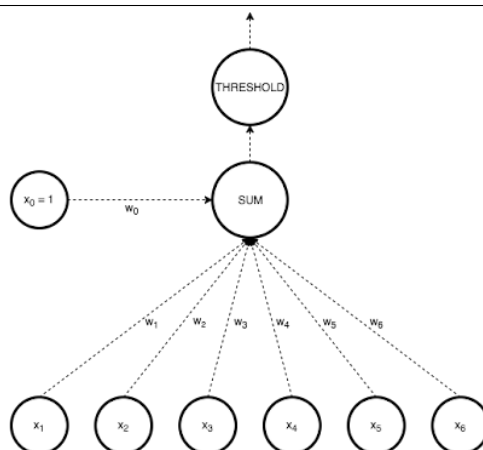 THRESHOLD
x₀ = 1
w₀
SUM
w₁ w₂ w₃ w₄ w₅ w₆
x₁ x₂ x₃ x₄ x₅ x₆